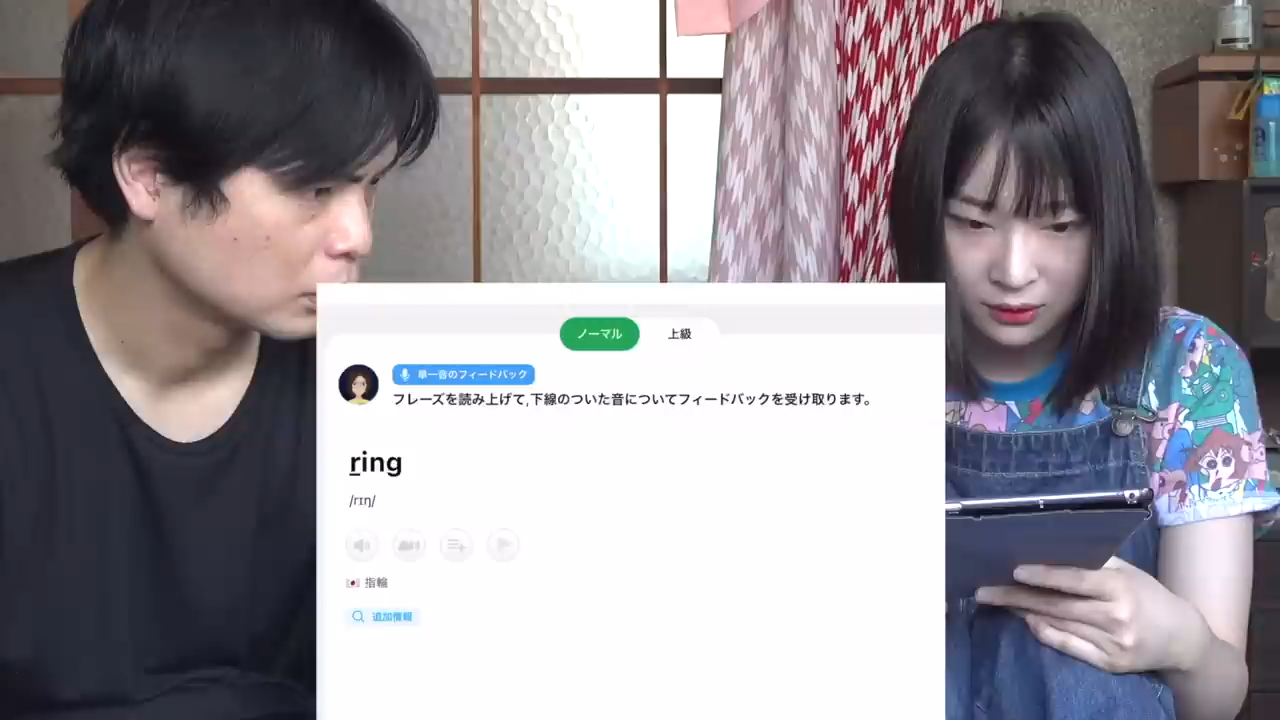 ノーマル
上級
単一音のフィードバック
フレーズを読み上げて,下線のついた音についてフィードバックを受け取ります。
ring
/rɪŋ/
指輪
追加情報